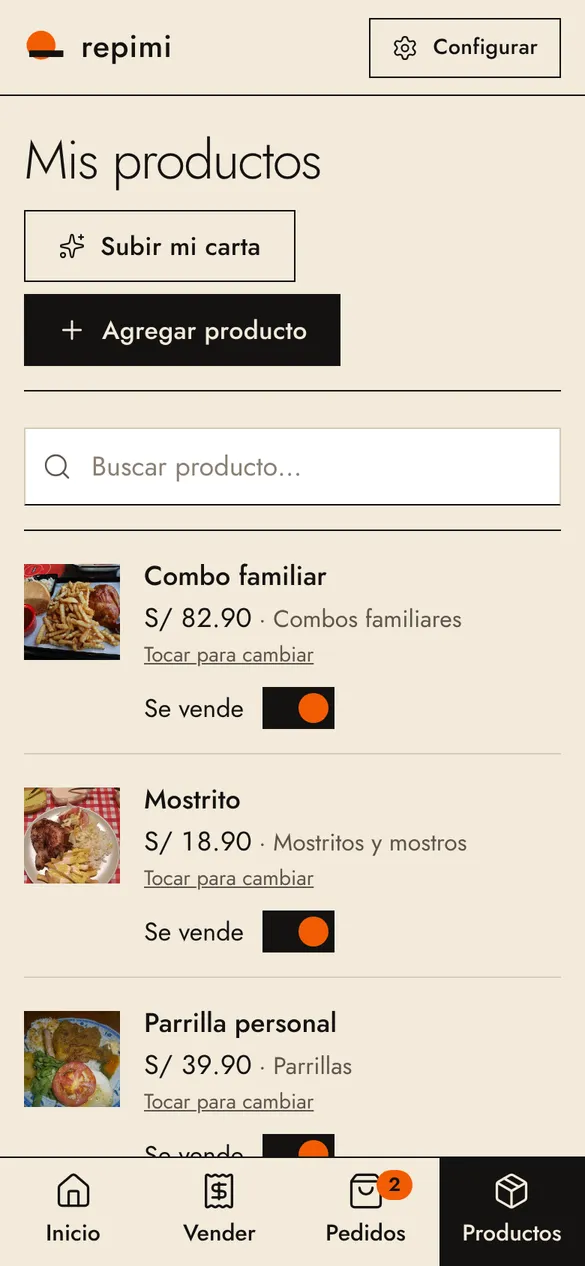 repimi
Configurar
Mis productos
Subir mi carta
Agregar producto
Buscar producto...
Combo familiar
S/ 82.90 · Combos familiares
Tocar para cambiar
Se vende
Mostrito
S/ 18.90 · Mostritos y mostros
Tocar para cambiar
Se vende
Parrilla personal
S/ 39.90 · Parrillas
Tocar para cambiar
Se vende
2
Inicio
Vender
Pedidos
Productos